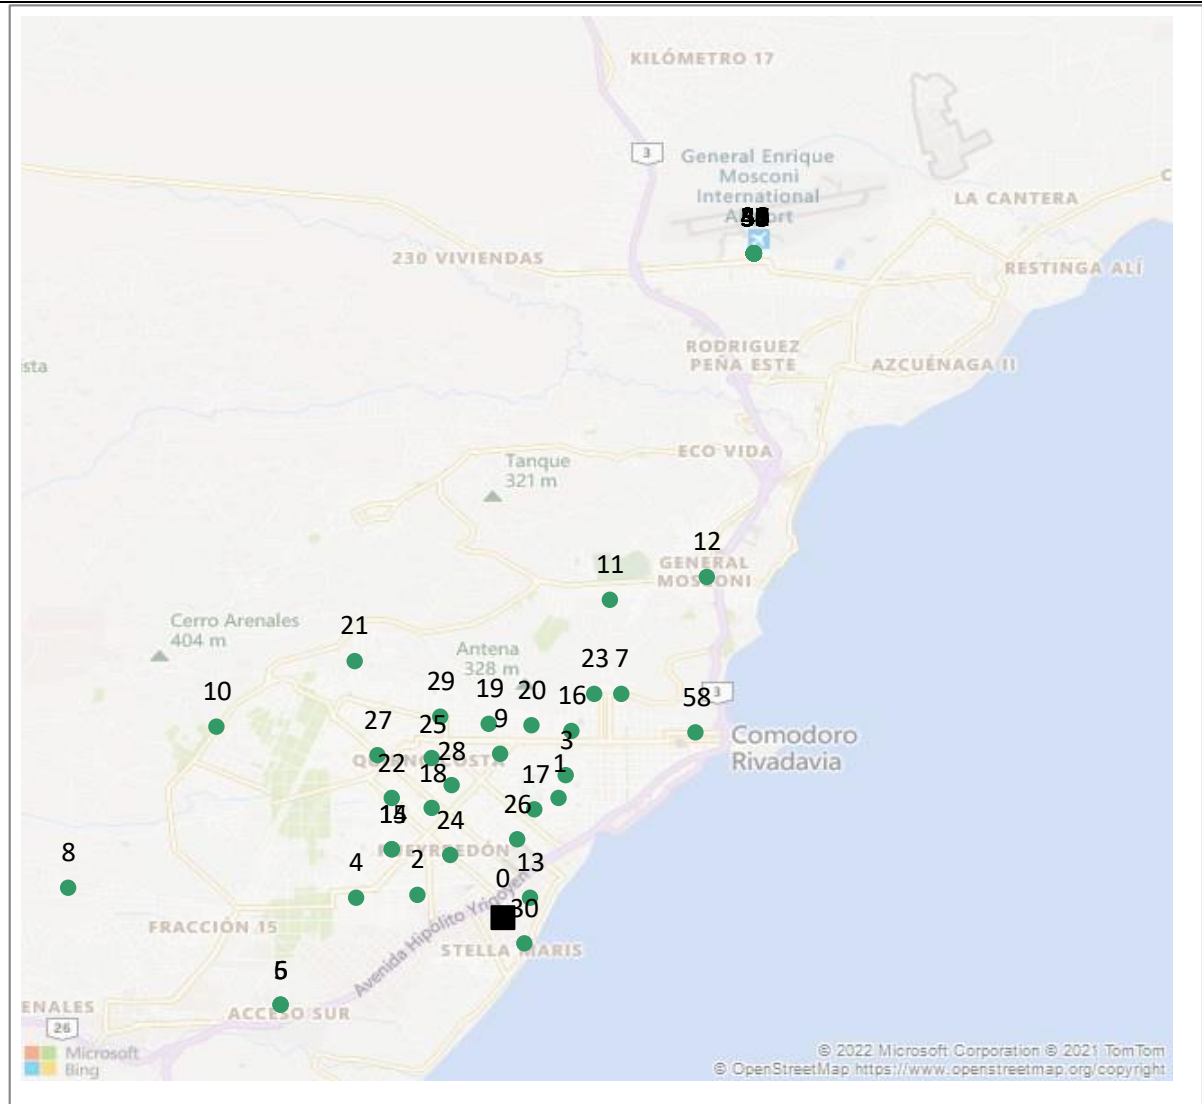 KILÓMETRO 17
3
General Enrique
Mosconi
International
LA CANTERA
230 VIVIENDAS
RESTINGA ALÍ
RODRIGUEZ
PEÑA ESTE
AZCUÉNAGA II
sta
ECO VIDA
Tanque
321 m
12
11
GENERAL
MOSCONI
Cerro Arenales
404 m
21
Antena
328 m
23 7
10
29
19
20
16
58
3
27
25
9
3
Comodoro
Rivadavia
22
28
18
17
1
26
24
8
4
2
13
0
30
FRACCIÓN 15
Avenida Hipólito Yrigoyen
STELLA MARIS
ENALES
ACCESO SUR
26
Microsoft
Bing
© 2022 Microsoft Corporation © 2021 TomTom
© OpenStreetMap https://www.openstreetmap.org/copyright